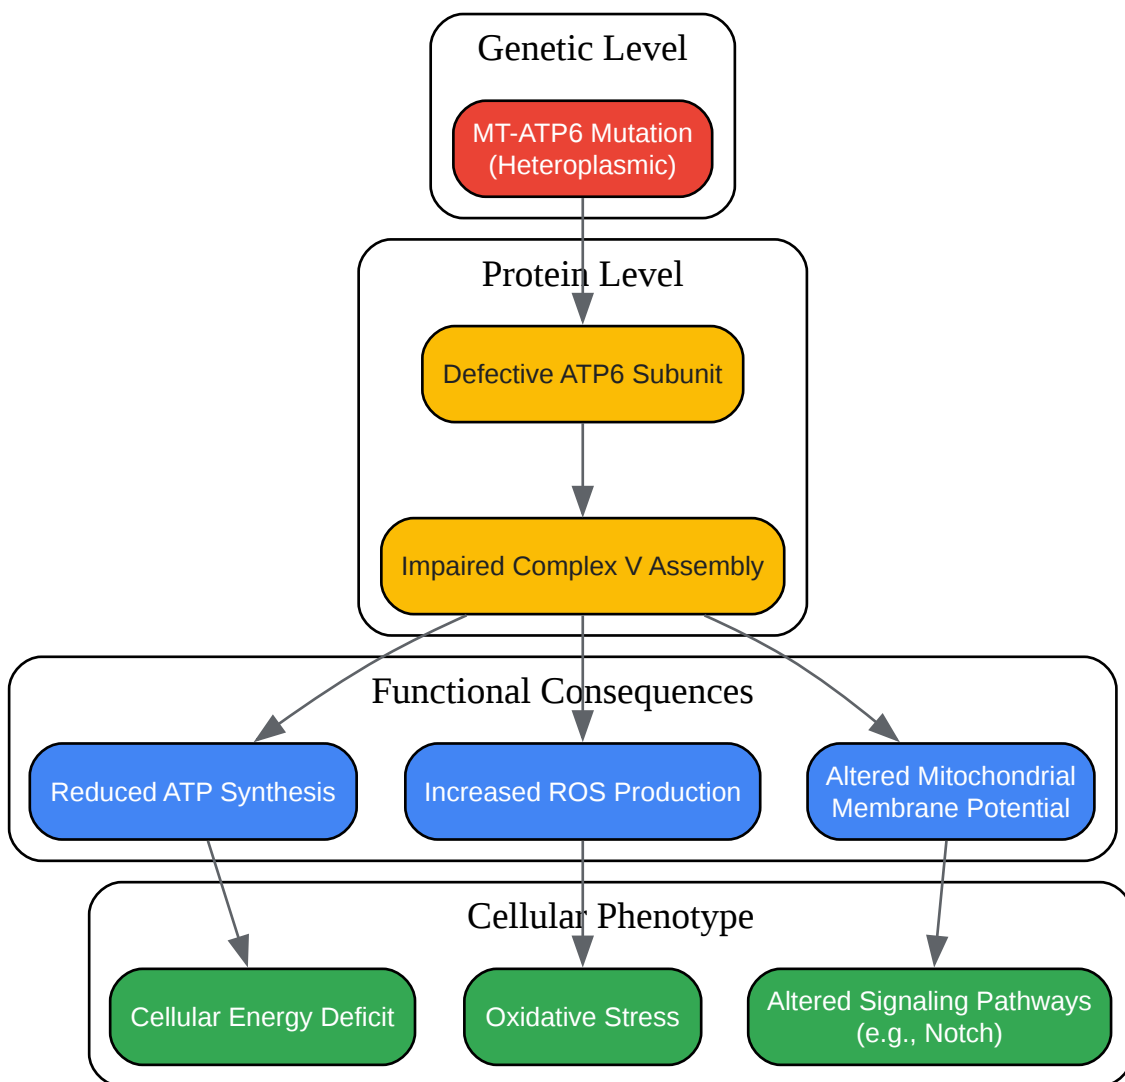 Genetic Level
MT-ATP6 Mutation
(Heteroplasmic)
Protein Level
Defective ATP6 Subunit
Impaired Complex V Assembly
Functional Consequences
Reduced ATP Synthesis
Increased ROS Production
Altered Mitochondrial
Membrane Potential
Cellular Phenotype
Cellular Energy Deficit
Oxidative Stress
Altered Signaling Pathways
(e.g., Notch)